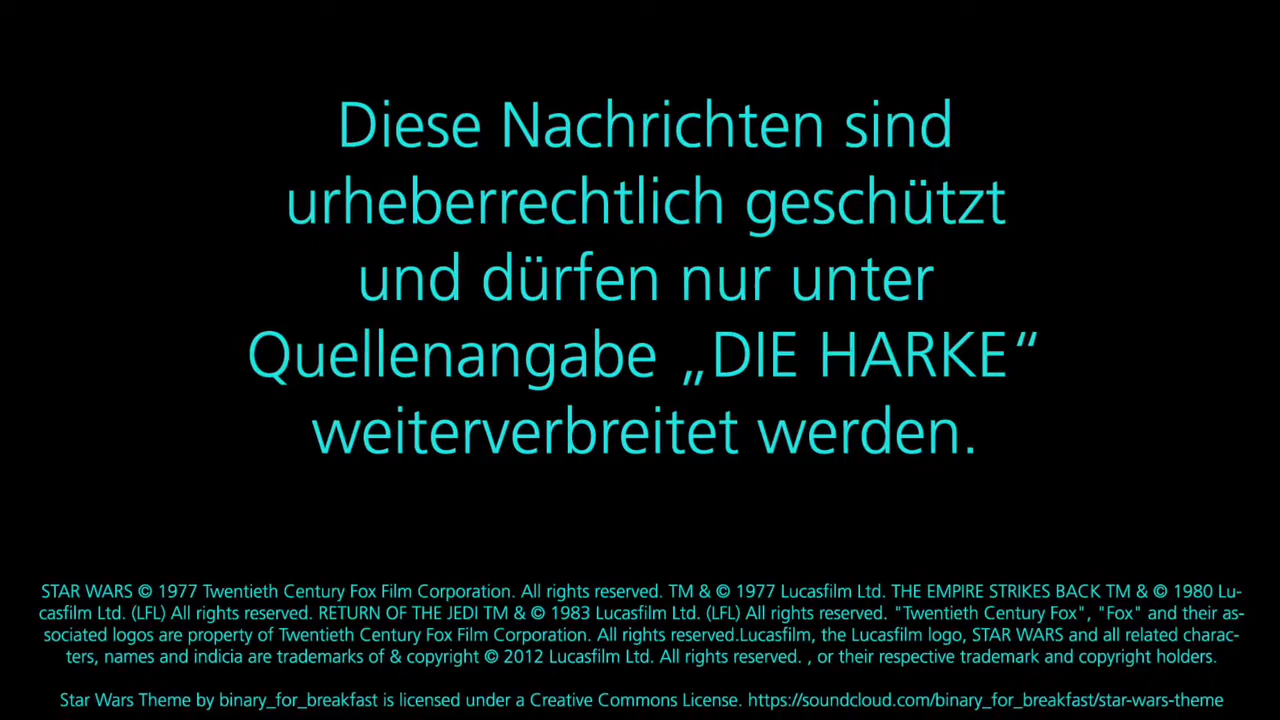 Diese Nachrichten sind
urheberrechtlich geschützt
und dürfen nur unter
Quellenangabe „DIE HARKE“
weiterverbreitet werden.
STAR WARS © 1977 Twentieth Century Fox Film Corporation. All rights reserved. TM & © 1977 Lucasfilm Ltd. THE EMPIRE STRIKES BACK TM & © 1980 Lu-
casfilm Ltd. (LFL) All rights reserved. RETURN OF THE JEDI TM & © 1983 Lucasfilm Ltd. (LFL) All rights reserved. "Twentieth Century Fox", "Fox" and their as-
sociated logos are property of Twentieth Century Fox Film Corporation. All rights reserved.Lucasfilm, the Lucasfilm logo, STAR WARS and all related charac-
ters, names and indicia are trademarks of & copyright © 2012 Lucasfilm Ltd. All rights reserved. , or their respective trademark and copyright holders.
Star Wars Theme by binary_for_breakfast is licensed under a Creative Commons License. https://soundcloud.com/binary_for_breakfast/star-wars-theme